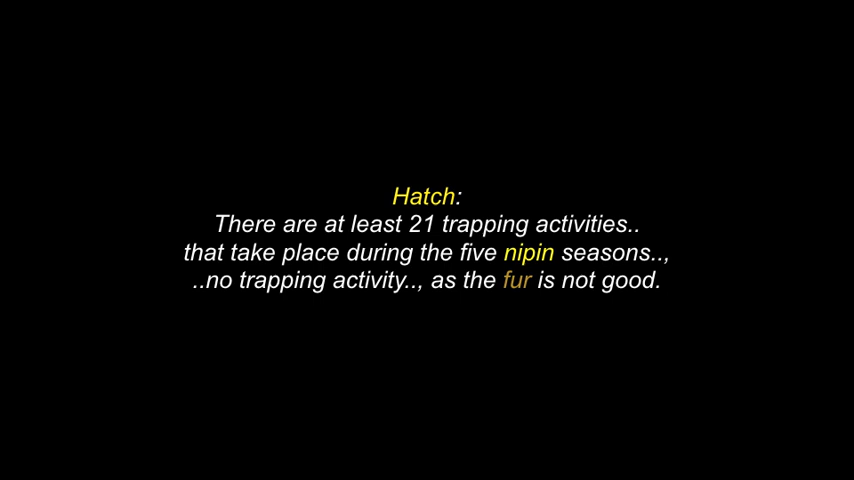 Hatch:
There are at least 21 trapping activities..
that take place during the five nipin seasons..,
..no trapping activity.., as the fur is not good.